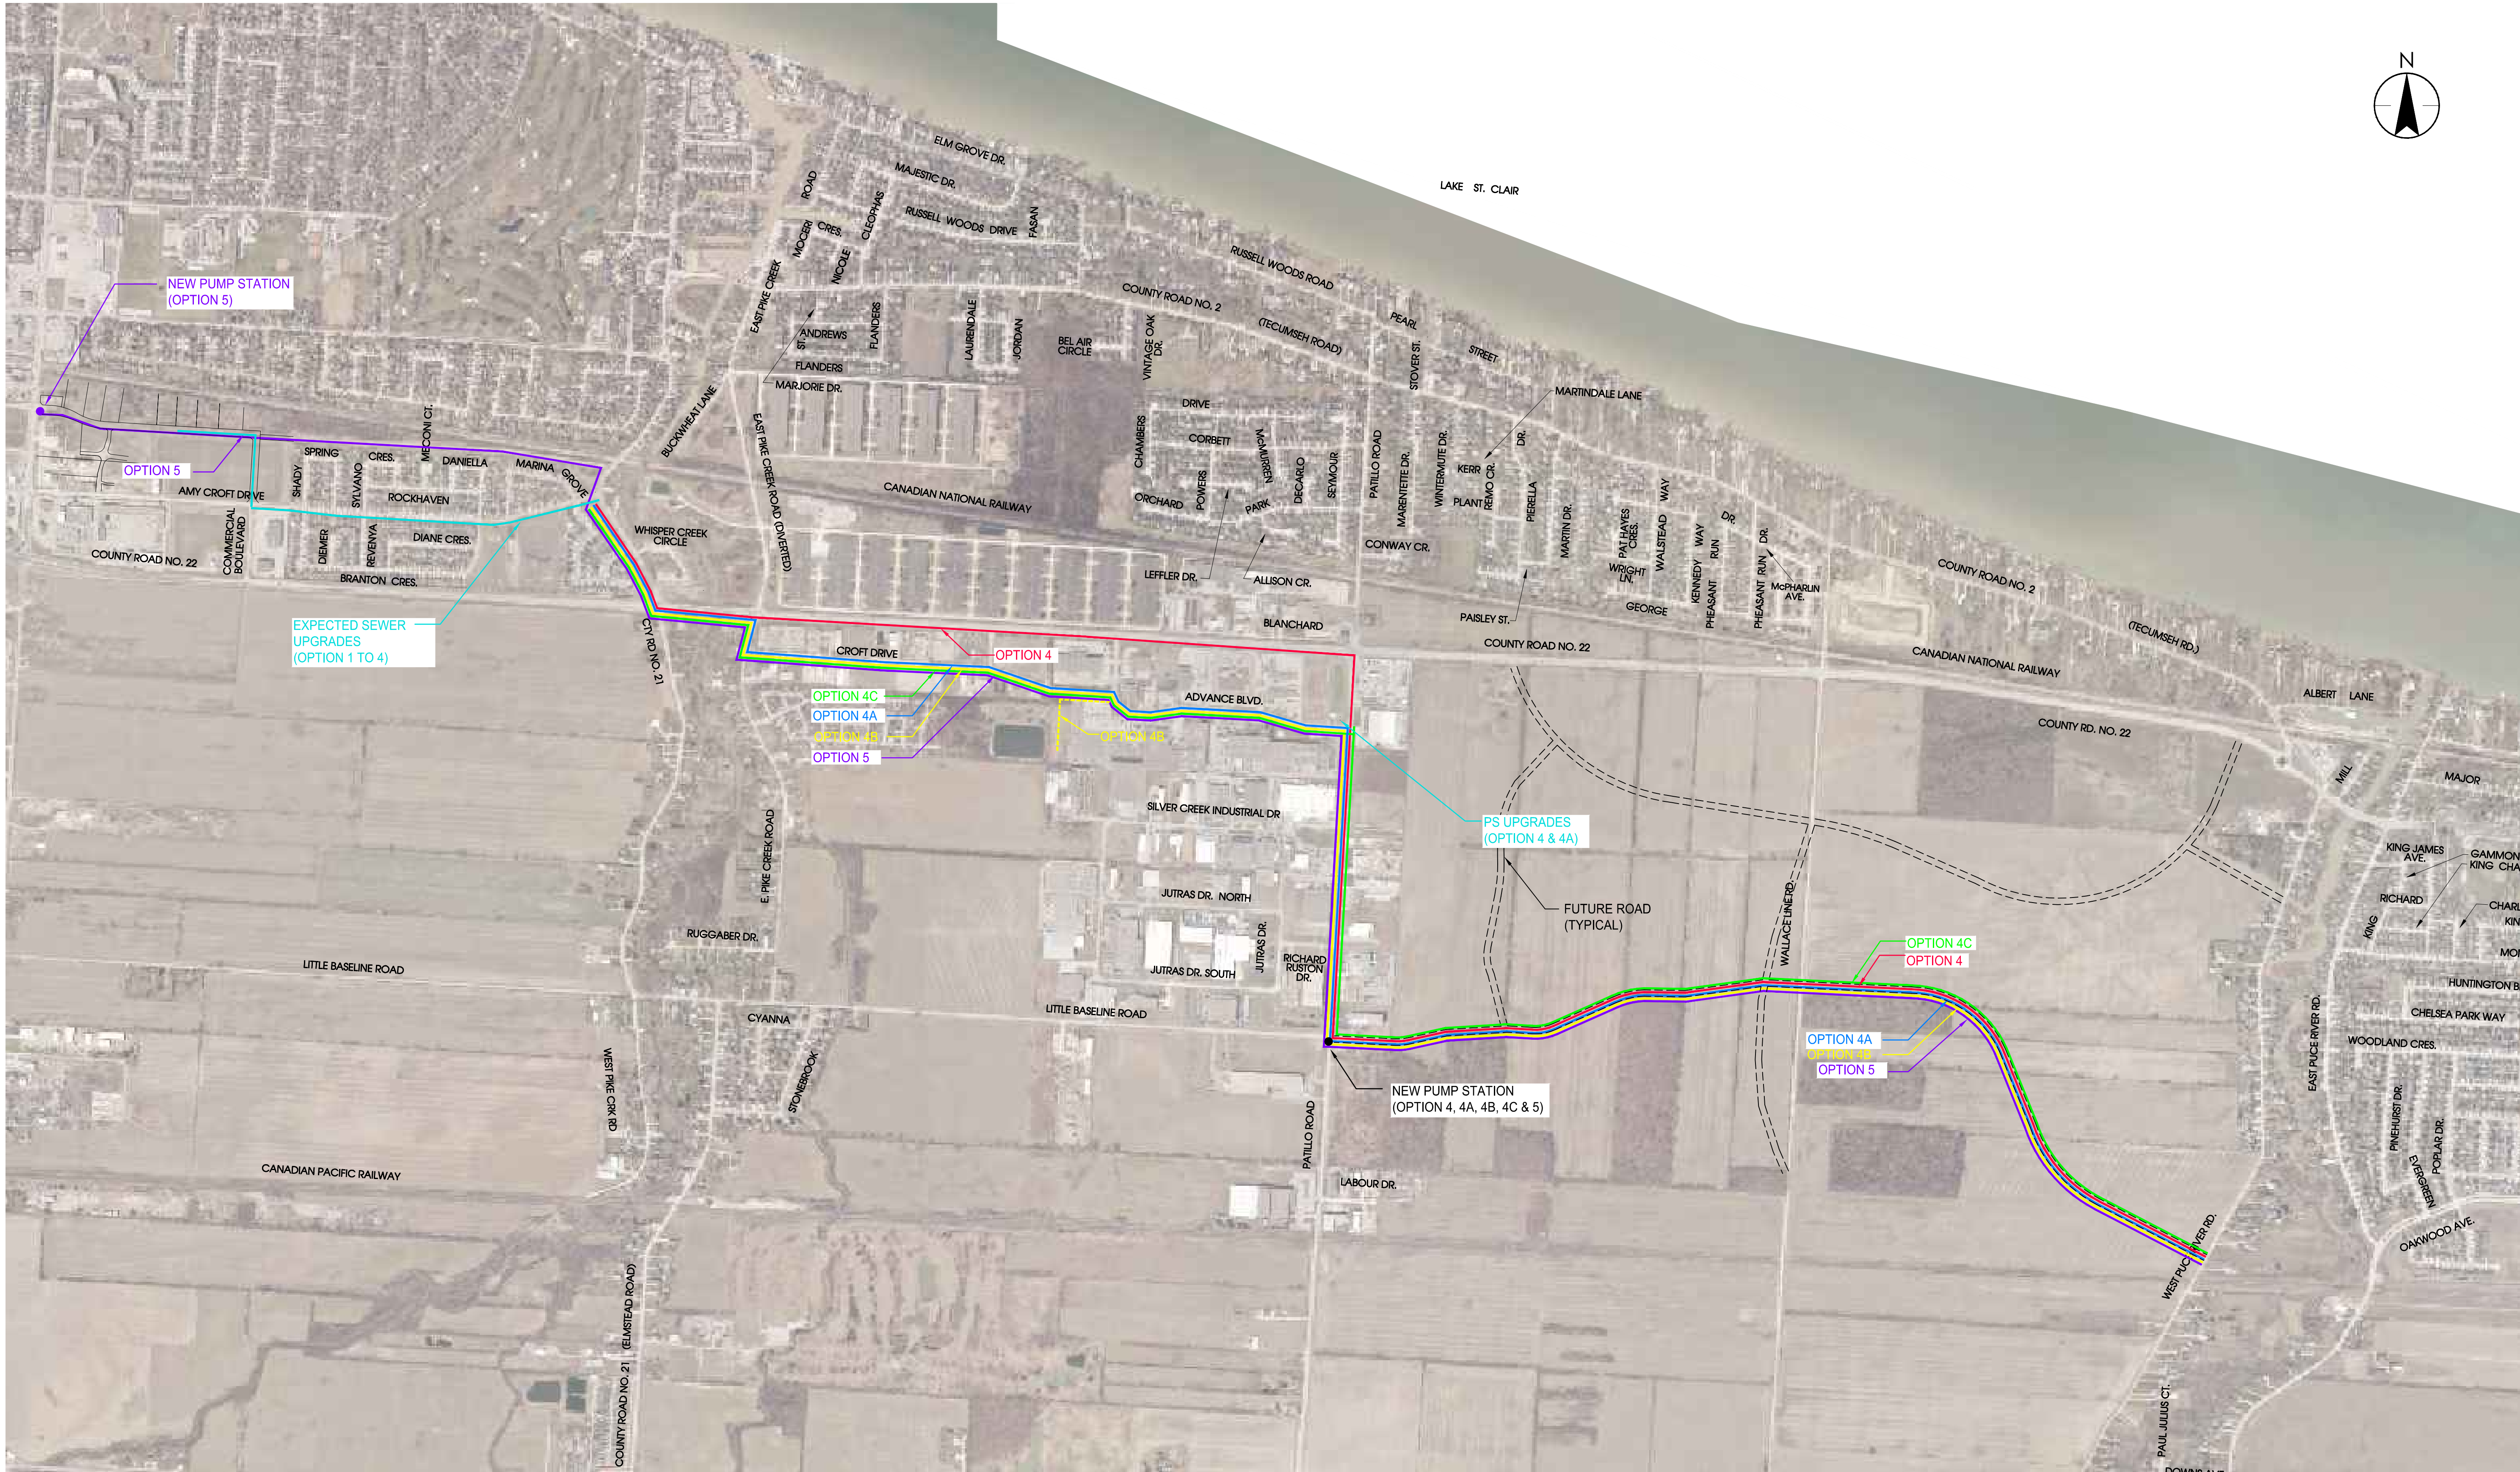 N
LAKE ST. CLAIR
ELM GROVE DR.
MAJESTIC DR.
RUSSELL WOODS DRIVE
FASAN
CLEOPHAS
ROAD
MOCERI
CRES.
NICOLE
EAST PIKE CREEK
RUSSELL WOODS ROAD
PEARL
STREET
COUNTY ROAD NO. 2
(TECUMSEH ROAD)
NEW PUMP STATION
(OPTION 5)
ANDREWS
ST.
FLANDERS
FLANDERS
MARJORIE DR.
LAURENDALE
JORDAN
BEL AIR
CIRCLE
VINTAGE OAK
DR.
STOVER ST.
MARTINDALE LANE
BUCKWHEAT LANE
EAST PIKE CREEK ROAD (DIVERTED)
CHAMBERS
DRIVE
CORBETT
McMURREN
POWERS
DECARLO
SEYMOUR
ORCHARD
PARK
PATILLO ROAD
MARENTETTE DR.
WINTERMUTE DR.
KERR
DR.
PLANT
REMO CR.
PIERELLA
MARTIN DR.
CONWAY CR.
LEFFLER DR.
ALLISON CR.
PAISLEY ST.
PAT HAYES
CRES.
WALSTEAD WAY
WRIGHT
LN.
GEORGE
KENNEDY WAY
PHEASANT RUN
DR.
PHEASANT RUN DR.
McPHARLIN
AVE.
COUNTY ROAD NO. 2
(TECUMSEH RD.)
OPTION 5
MECCONI CT.
SPRING
CRES.
DANIELLA
MARINA
GROVE
SHADY
SYLVANO
ROCKHAVEN
AMY CROFT DRIVE
COMMERCIAL
BOULEVARD
DIEMER
REVENYA
DIANE CRES.
BRANTON CRES.
COUNTY ROAD NO. 22
CANADIAN NATIONAL RAILWAY
WHISPER CREEK
CIRCLE
EXPECTED SEWER
UPGRADES
(OPTION 1 TO 4)
CTY RD NO. 21
BLANCHARD
COUNTY ROAD NO. 22
CANADIAN NATIONAL RAILWAY
COUNTY RD. NO. 22
ALBERT LANE
MILL
MAJOR
CROFT DRIVE
OPTION 4
OPTION 4C
OPTION 4A
OPTION 4B
OPTION 5
OPTION 4B
ADVANCE BLVD.
SILVER CREEK INDUSTRIAL DR
PS UPGRADES
(OPTION 4 & 4A)
E. PIKE CREEK ROAD
JUTRAS DR. NORTH
JUTRAS DR. SOUTH
JUTRAS DR.
RICHARD
RUSTON
DR.
FUTURE ROAD
(TYPICAL)
WALLACE LINE RD.
KING JAMES
AVE.
GAMMON
KING CHA
RICHARD
CHARL
KIN
KING
MON
HUNTINGTON B
CHELSEA PARK WAY
WOODLAND CRES.
EAST PUCE RIVER RD.
OPTION 4C
OPTION 4
OPTION 4A
OPTION 4B
OPTION 5
RUGGABER DR.
LITTLE BASELINE ROAD
LITTLE BASELINE ROAD
CYANNA
STONEBROOK
WEST PIKE CRK RD
NEW PUMP STATION
(OPTION 4, 4A, 4B, 4C & 5)
PATILLO ROAD
LABOUR DR.
PINEHURST DR.
POPLAR DR.
EVERGREEN
OAKWOOD AVE.
CANADIAN PACIFIC RAILWAY
COUNTY ROAD NO. 21 (ELMSTEAD ROAD)
WEST PUCE RIVER RD.
PAUL JULIUS CT.
DOWNS AVE